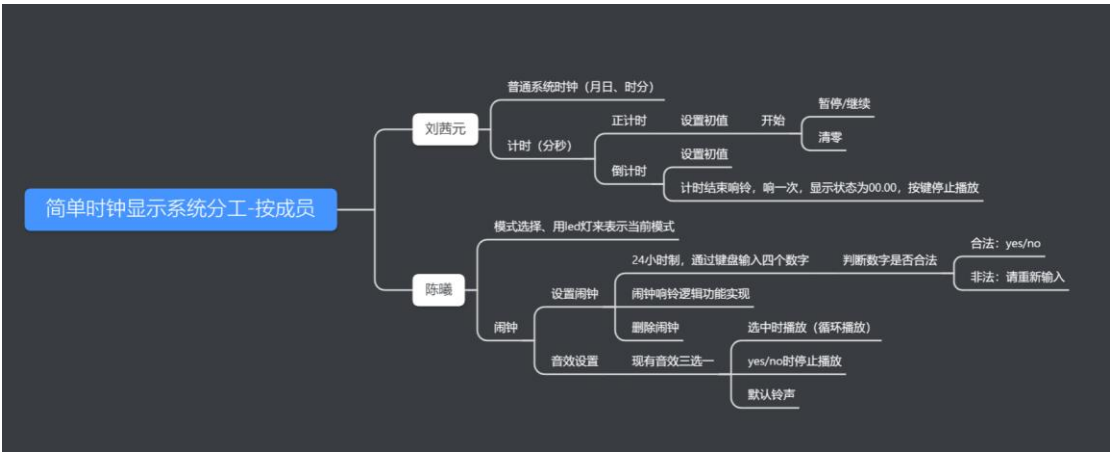 简单时钟显示系统分工-按成员
刘茜元
普通系统时钟（月日、时分）
计时（分秒）
正计时
设置初值
开始
暂停/继续
清零
倒计时
设置初值
计时结束响铃，响一次，显示状态为00.00，按键停止播放
陈曦
模式选择、用led灯来表示当前模式
闹钟
设置闹钟
24小时制，通过键盘输入四个数字
判断数字是否合法
合法：yes/no
非法：请重新输入
闹钟响铃逻辑功能实现
删除闹钟
音效设置
现有音效三选一
选中时播放（循环播放）
yes/no时停止播放
默认铃声